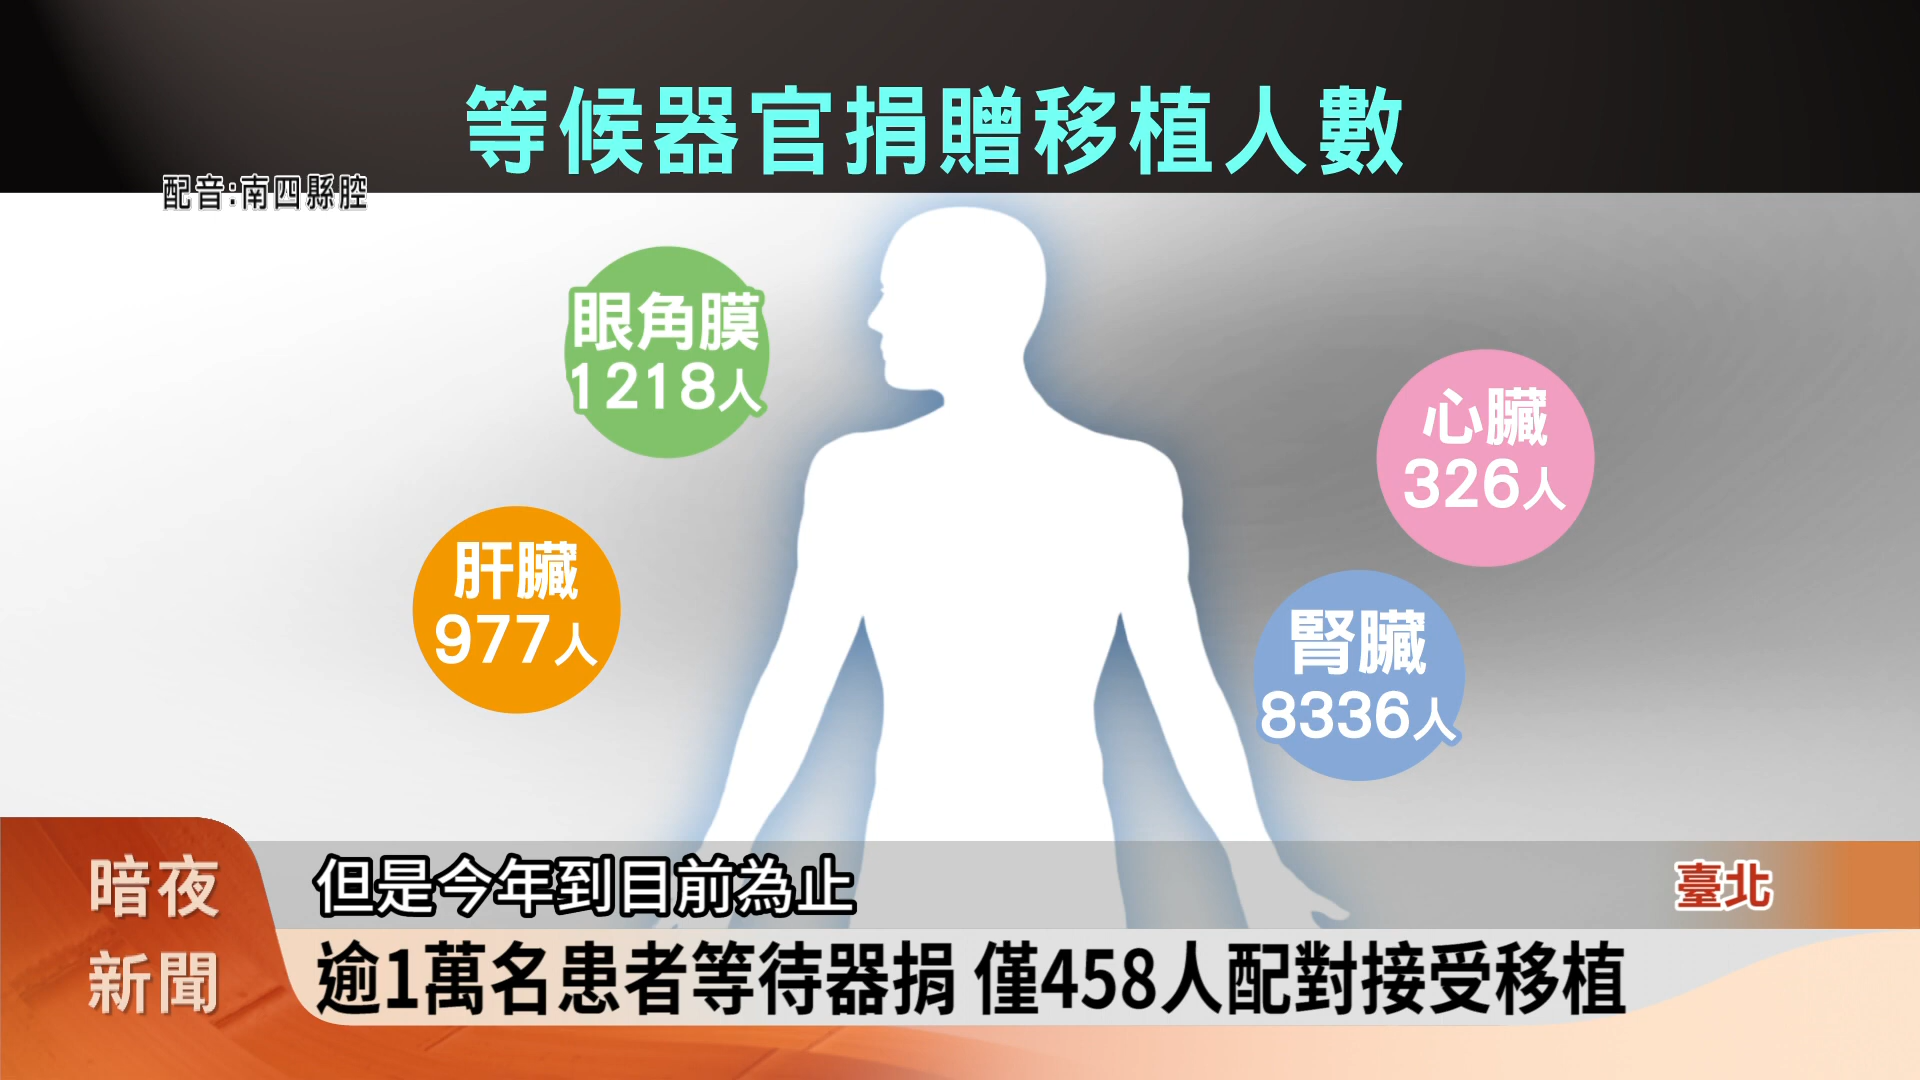 等候器官捐贈移植人數
配音:南四縣腔
眼角膜
1218人
心臟
326人
肝臟
977人
腎臟
8336人
暗夜
新聞
但是今年到目前為止
臺北
逾1萬名患者等待器捐 僅458人配對接受移植